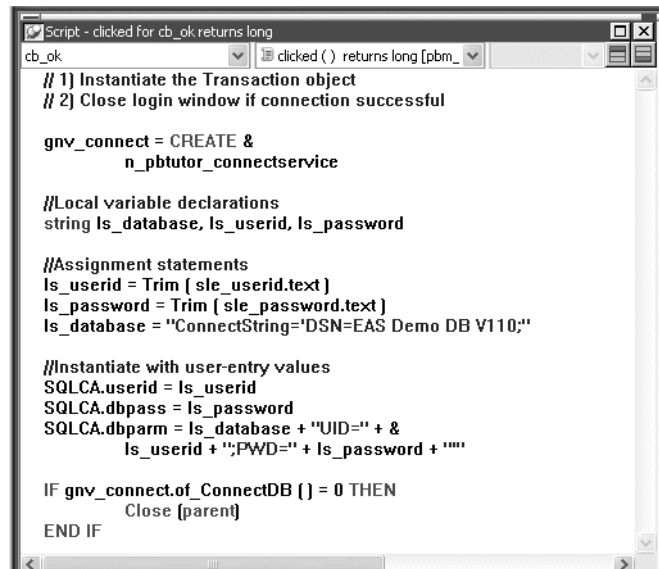 Script - clicked for cb_ok returns long
cb_ok clicked ( ) returns long [pbm_
// 1) Instantiate the Transaction object
// 2) Close login window if connection successful
gnv_connect = CREATE &
n_pbtutor_connectservice
//Local variable declarations
string ls_database, ls_userid, ls_password
//Assignment statements
ls_userid = Trim ( sle_userid.text )
ls_password = Trim ( sle_password.text )
ls_database = "ConnectString='DSN=EAS Demo DB V110;"
//Instantiate with user-entry values
SQLCA.userid = ls_userid
SQLCA.dbpass = ls_password
SQLCA.dbparm = ls_database + "UID=" + &
ls_userid + ";PWD=" + ls_password + "'"
IF gnv_connect.of_ConnectDB ( ) = 0 THEN
Close (parent)
END IF